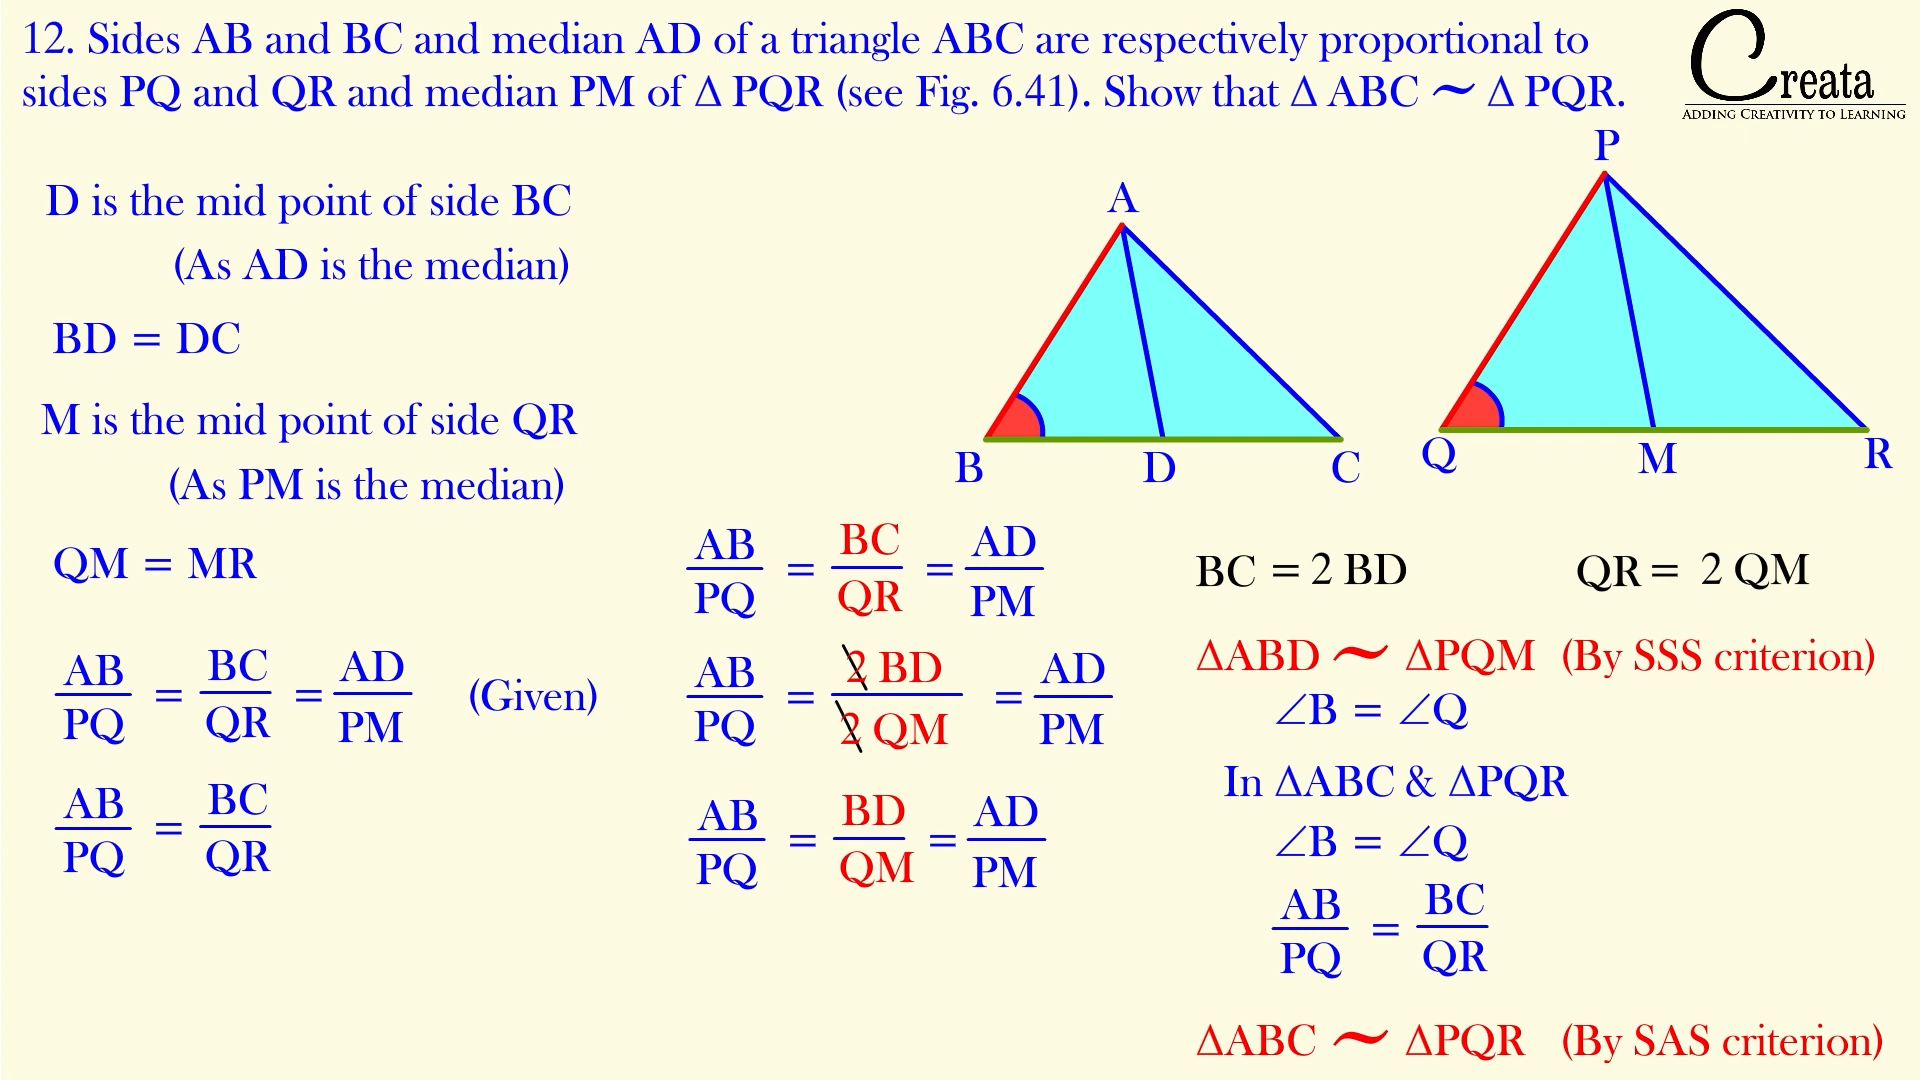 12. Sides AB and BC and median AD of a triangle ABC are respectively proportional to
sides PQ and QR and median PM of Δ PQR (see Fig. 6.41). Show that Δ ABC ~ Δ PQR.
Creata
ADDING CREATIVITY TO LEARNING
D is the mid point of side BC
(As AD is the median)
BD = DC
M is the mid point of side QR
(As PM is the median)
QM = MR
AB/PQ = BC/QR = AD/PM (Given)
AB/PQ = BC/QR
A
B
D
C
P
Q
M
R
AB/PQ = BC/QR = AD/PM
AB/PQ = 2 BD/2 QM = AD/PM
AB/PQ = BD/QM = AD/PM
BC = 2 BD
QR = 2 QM
ΔABD ~ ΔPQM (By SSS criterion)
∠B = ∠Q
In ΔABC & ΔPQR
∠B = ∠Q
AB/PQ = BC/QR
ΔABC ~ ΔPQR (By SAS criterion)